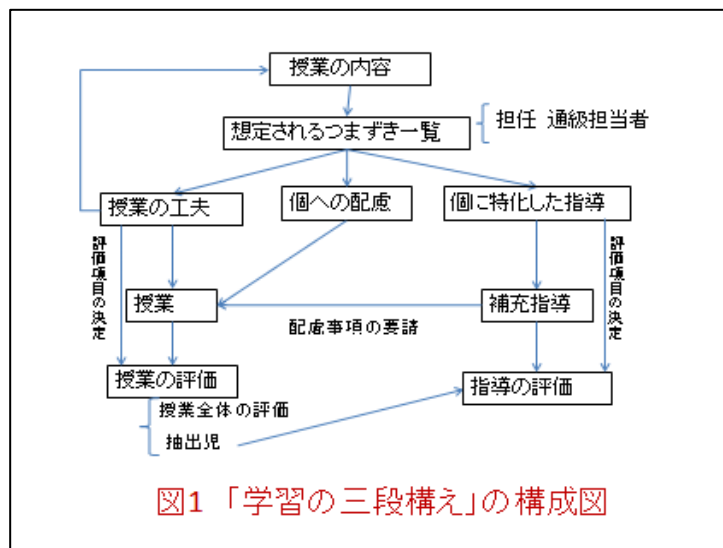 授業の内容
想定されるつまずき一覧
担任 通級担当者
授業の工夫
個への配慮
個に特化した指導
評価項目の決定
評価項目の決定
授業
補充指導
配慮事項の要請
授業の評価
指導の評価
授業全体の評価
抽出児
図1 「学習の三段構え」の構成図